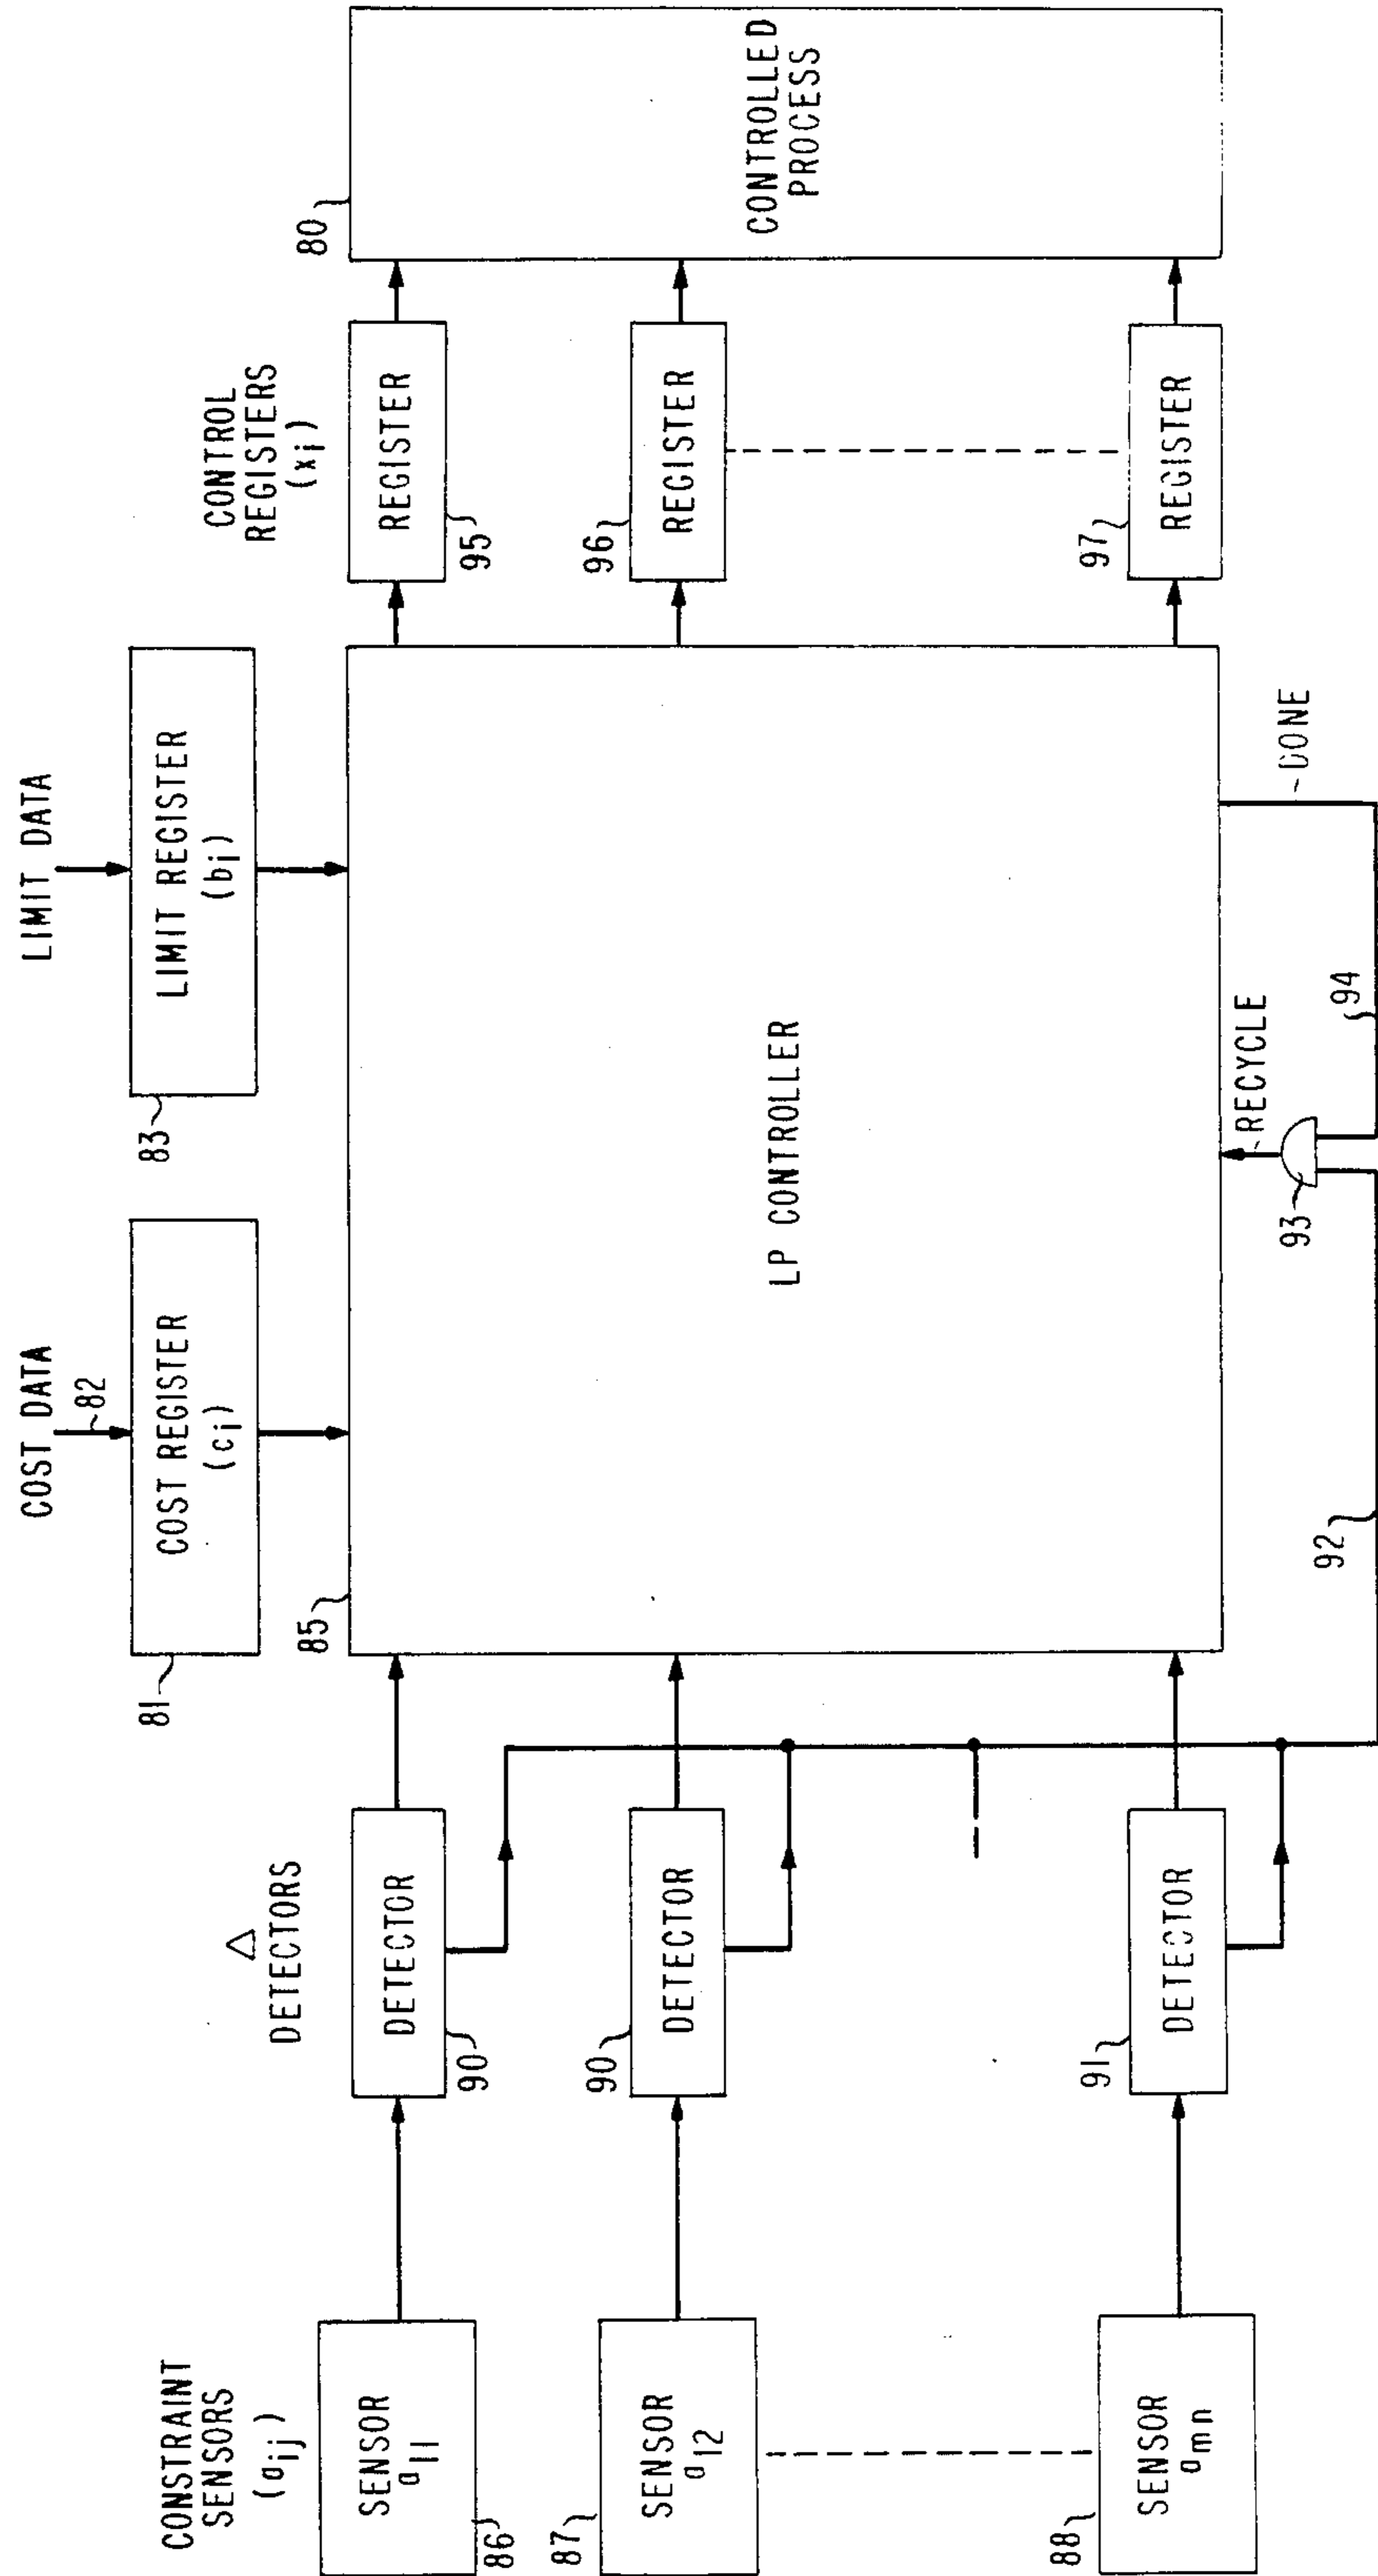 COST DATA
82
LIMIT DATA
81
COST REGISTER
(ci)
83
LIMIT REGISTER
(bi)
CONSTRAINT
SENSORS
(aij)
Δ
DETECTORS
CONTROL
REGISTERS
(xi)
80
SENSOR
a11
86
DETECTOR
90
85
REGISTER
95
SENSOR
a12
87
DETECTOR
90
LP CONTROLLER
REGISTER
96
CONTROLLED
PROCESS
SENSOR
amn
88
DETECTOR
91
REGISTER
97
RECYCLE
DONE
93
92
94